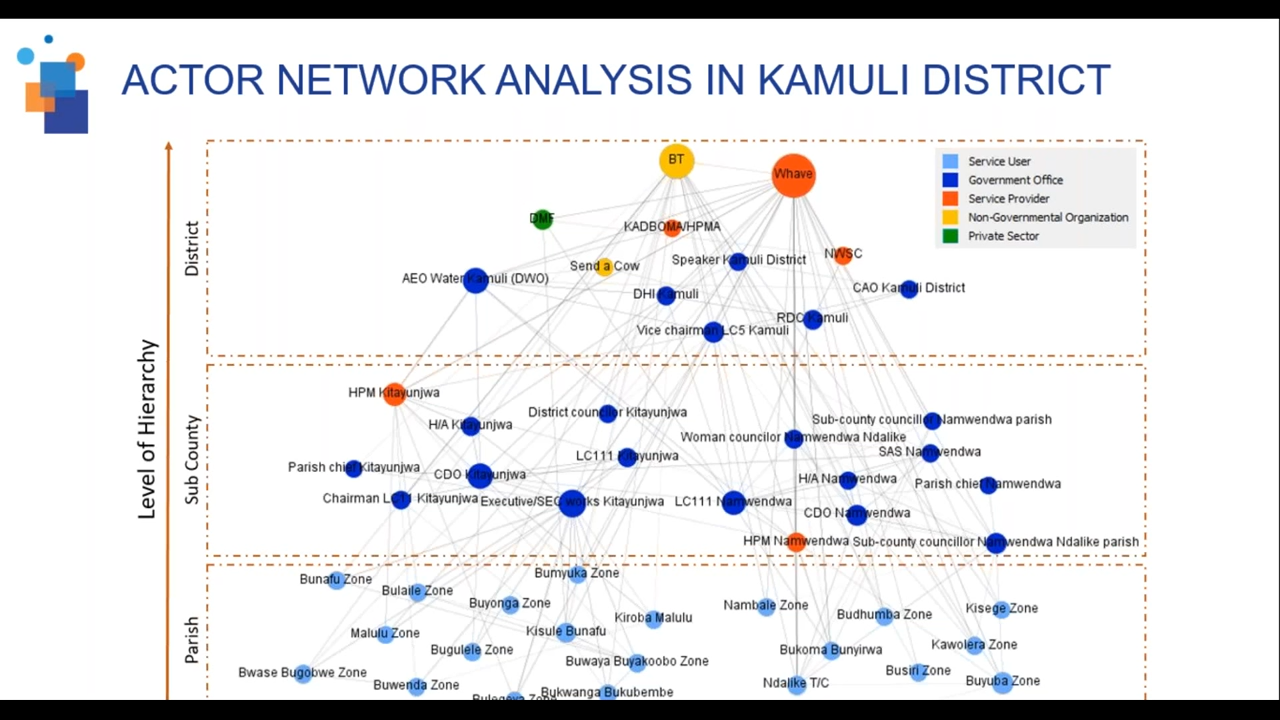 ACTOR NETWORK ANALYSIS IN KAMULI DISTRICT
Level of Hierarchy
District
BT
Whave
Service User
Government Office
Service Provider
Non-Governmental Organization
Private Sector
DMF
KADBOMA/HPMA
NWSC
Speaker Kamuli District
Send a Cow
AEO Water Kamuli (DWO)
CAO Kamuli District
DHI Kamuli
RDC Kamuli
Vice chairman LC5 Kamuli
Sub County
HPM Kitayunjwa
District councilor Kitayunjwa
Sub-county councillor Namwendwa parish
H/A Kitayunjwa
Woman councilor Namwendwa Ndalike
SAS Namwendwa
LC111 Kitayunjwa
Parish chief Kitayunjwa
CDO Kitayunjwa
H/A Namwendwa
Parish chief Namwendwa
Chairman LC11 Kitayunjwa
Executive/SEC works Kitayunjwa
LC111 Namwendwa
CDO Namwendwa
HPM Namwendwa
Sub-county councillor Namwendwa Ndalike parish
Parish
Bunafu Zone
Bumyuka Zone
Bulaile Zone
Buyonga Zone
Nambale Zone
Kisege Zone
Kiroba Malulu
Budhumba Zone
Malulu Zone
Kisule Bunafu
Kawolera Zone
Bugulele Zone
Bukoma Bunyirwa
Buwaya Buyakoobo Zone
Bwase Bugobwe Zone
Busiri Zone
Buwenda Zone
Ndalike T/C
Buyuba Zone
Bukwanga Bukubembe
Zone